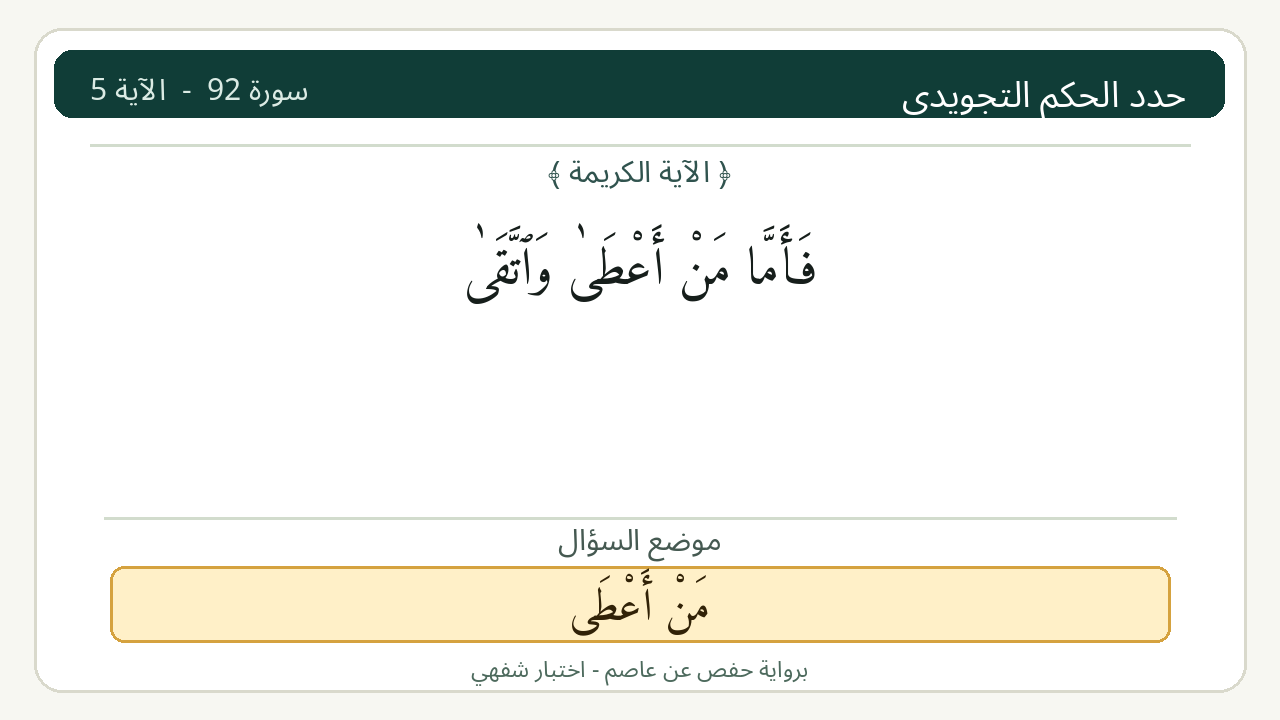 حدد الحكم التجويدى
سورة 92 - الآية 5
﴿ الآية الكريمة ﴾
فَأَمَّا مَنْ أَعْطَىٰ وَٱتَّقَىٰ
موضع السؤال
مَنْ أَعْطَى
برواية حفص عن عاصم - اختبار شفهي